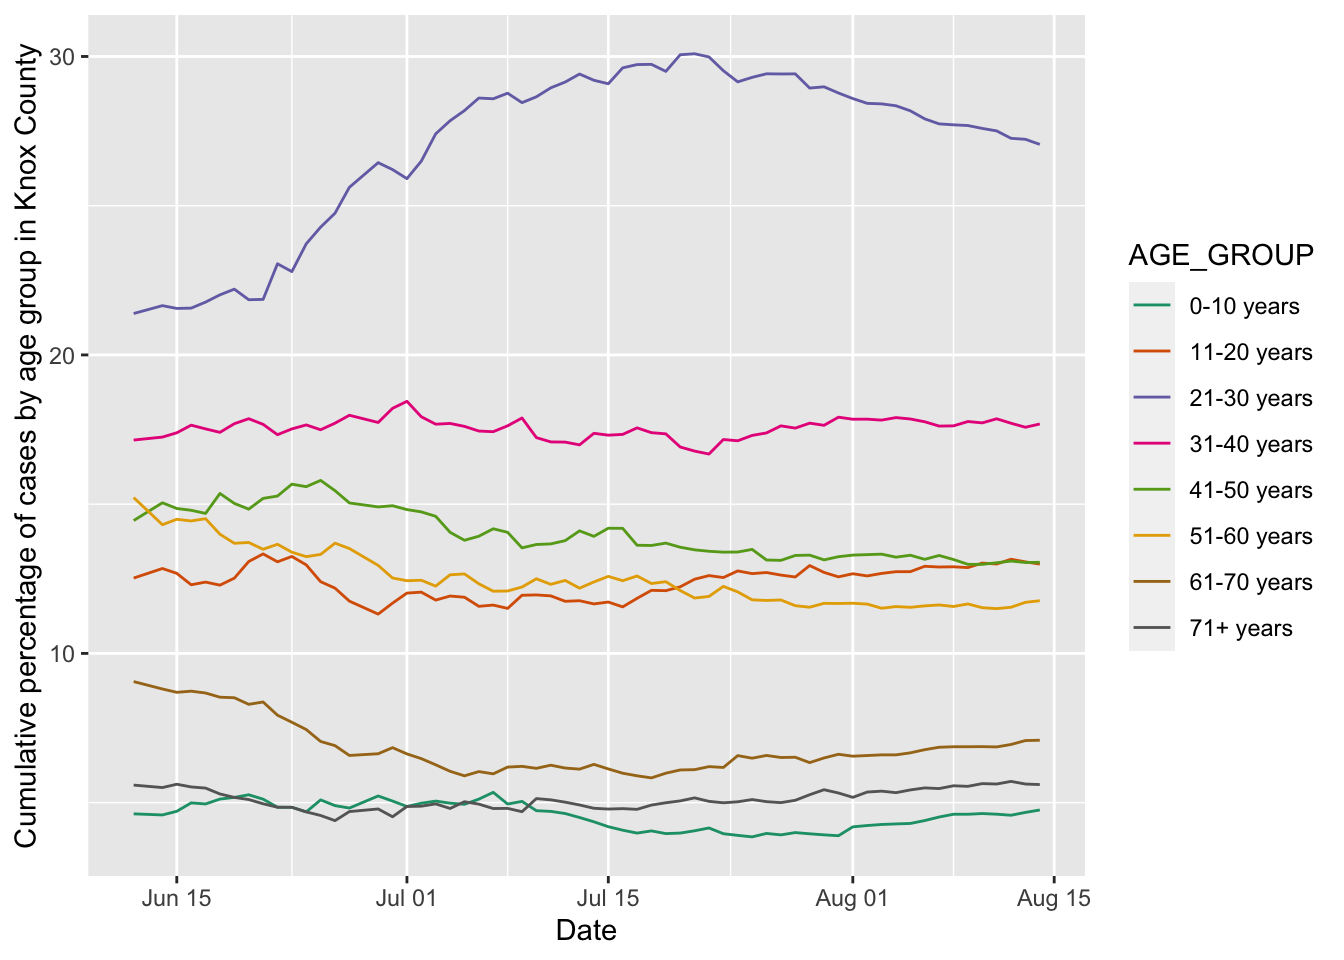 Cumulative percentage of cases by age group in Knox County
30
20
10
Jun 15
Jul 01
Jul 15
Aug 01
Aug 15
Date
AGE_GROUP
0-10 years
11-20 years
21-30 years
31-40 years
41-50 years
51-60 years
61-70 years
71+ years